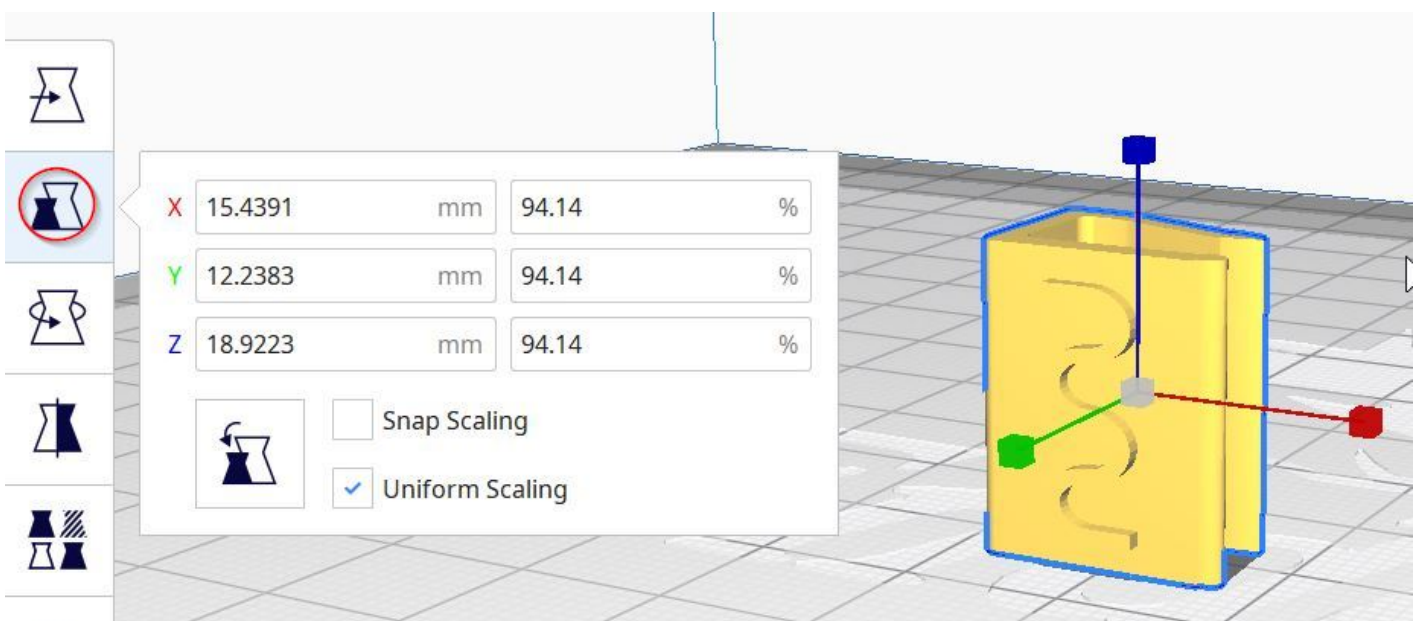 X 15.4391 mm 94.14 %
Y 12.2383 mm 94.14 %
Z 18.9223 mm 94.14 %
Snap Scaling
Uniform Scaling